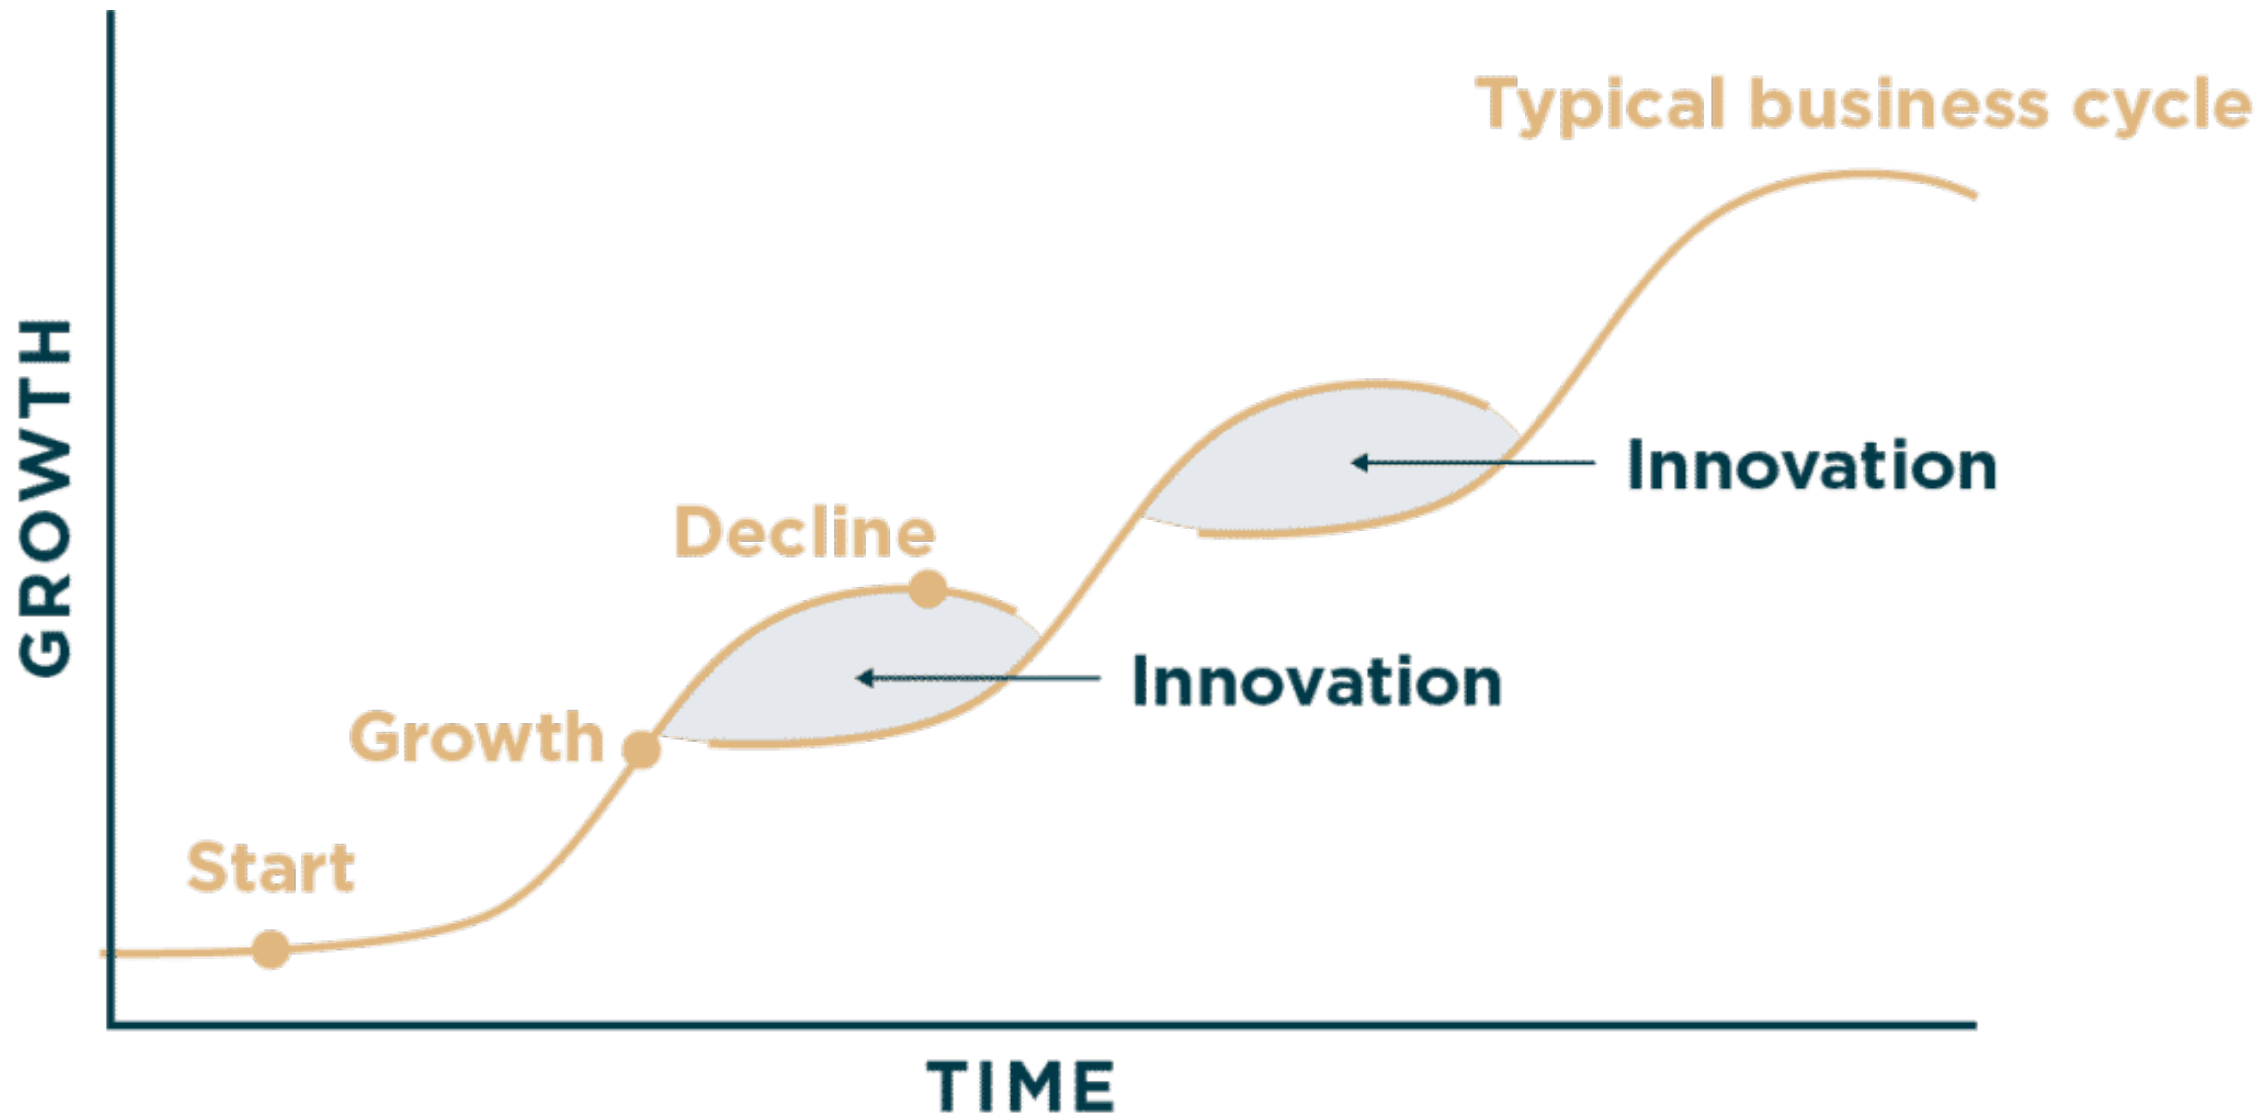 Typical business cycle
Innovation
Decline
Innovation
Growth
Start
GROWTH
TIME